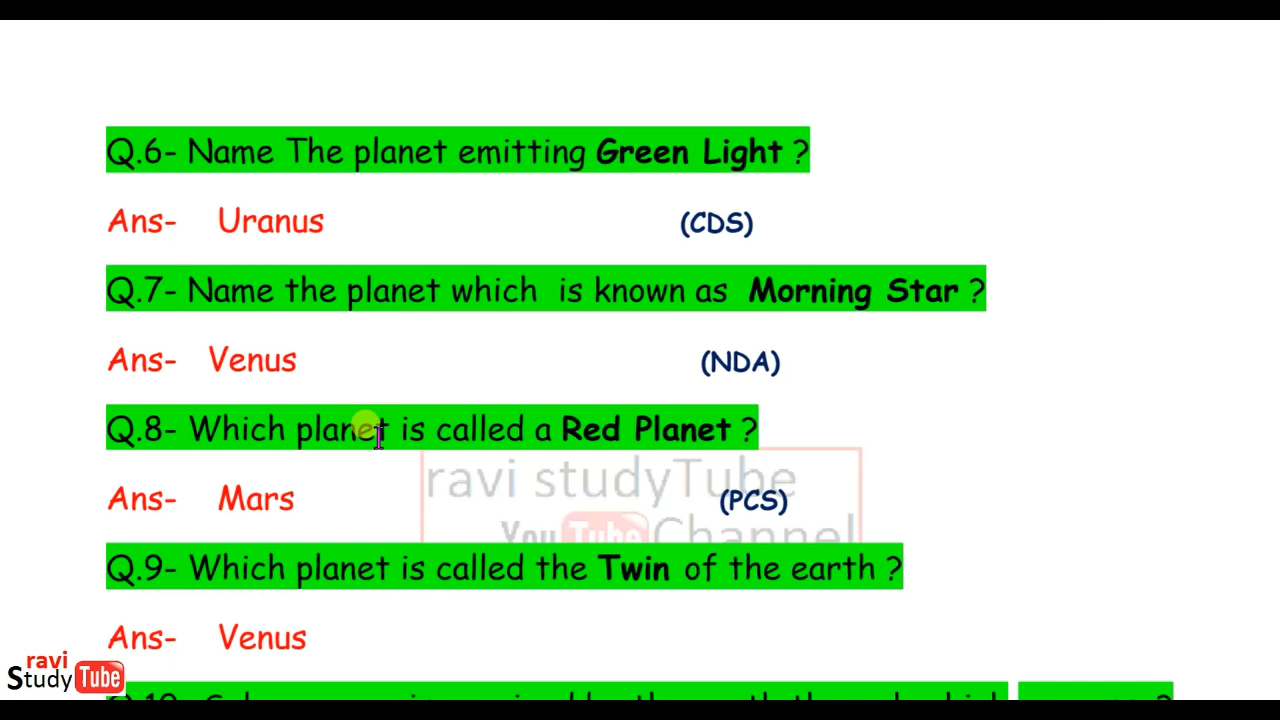 Q.6- Name The planet emitting Green Light ?
Ans- Uranus (CDS)
Q.7- Name the planet which is known as Morning Star ?
Ans- Venus (NDA)
Q.8- Which planet is called a Red Planet ?
ravi studyTube
Ans- Mars (PCS)
YouTube Channel
Q.9- Which planet is called the Twin of the earth ?
Ans- Venus
ravi
Study Tube